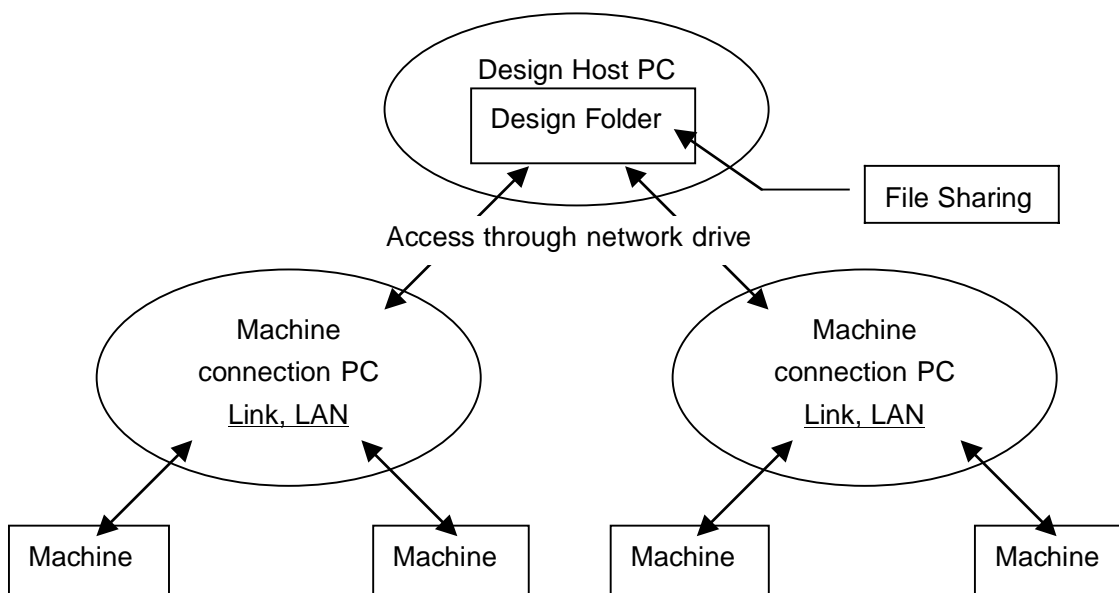 Design Host PC
Design Folder
File Sharing
Access through network drive
Machine
connection PC
Link, LAN
Machine
connection PC
Link, LAN
Machine
Machine
Machine
Machine